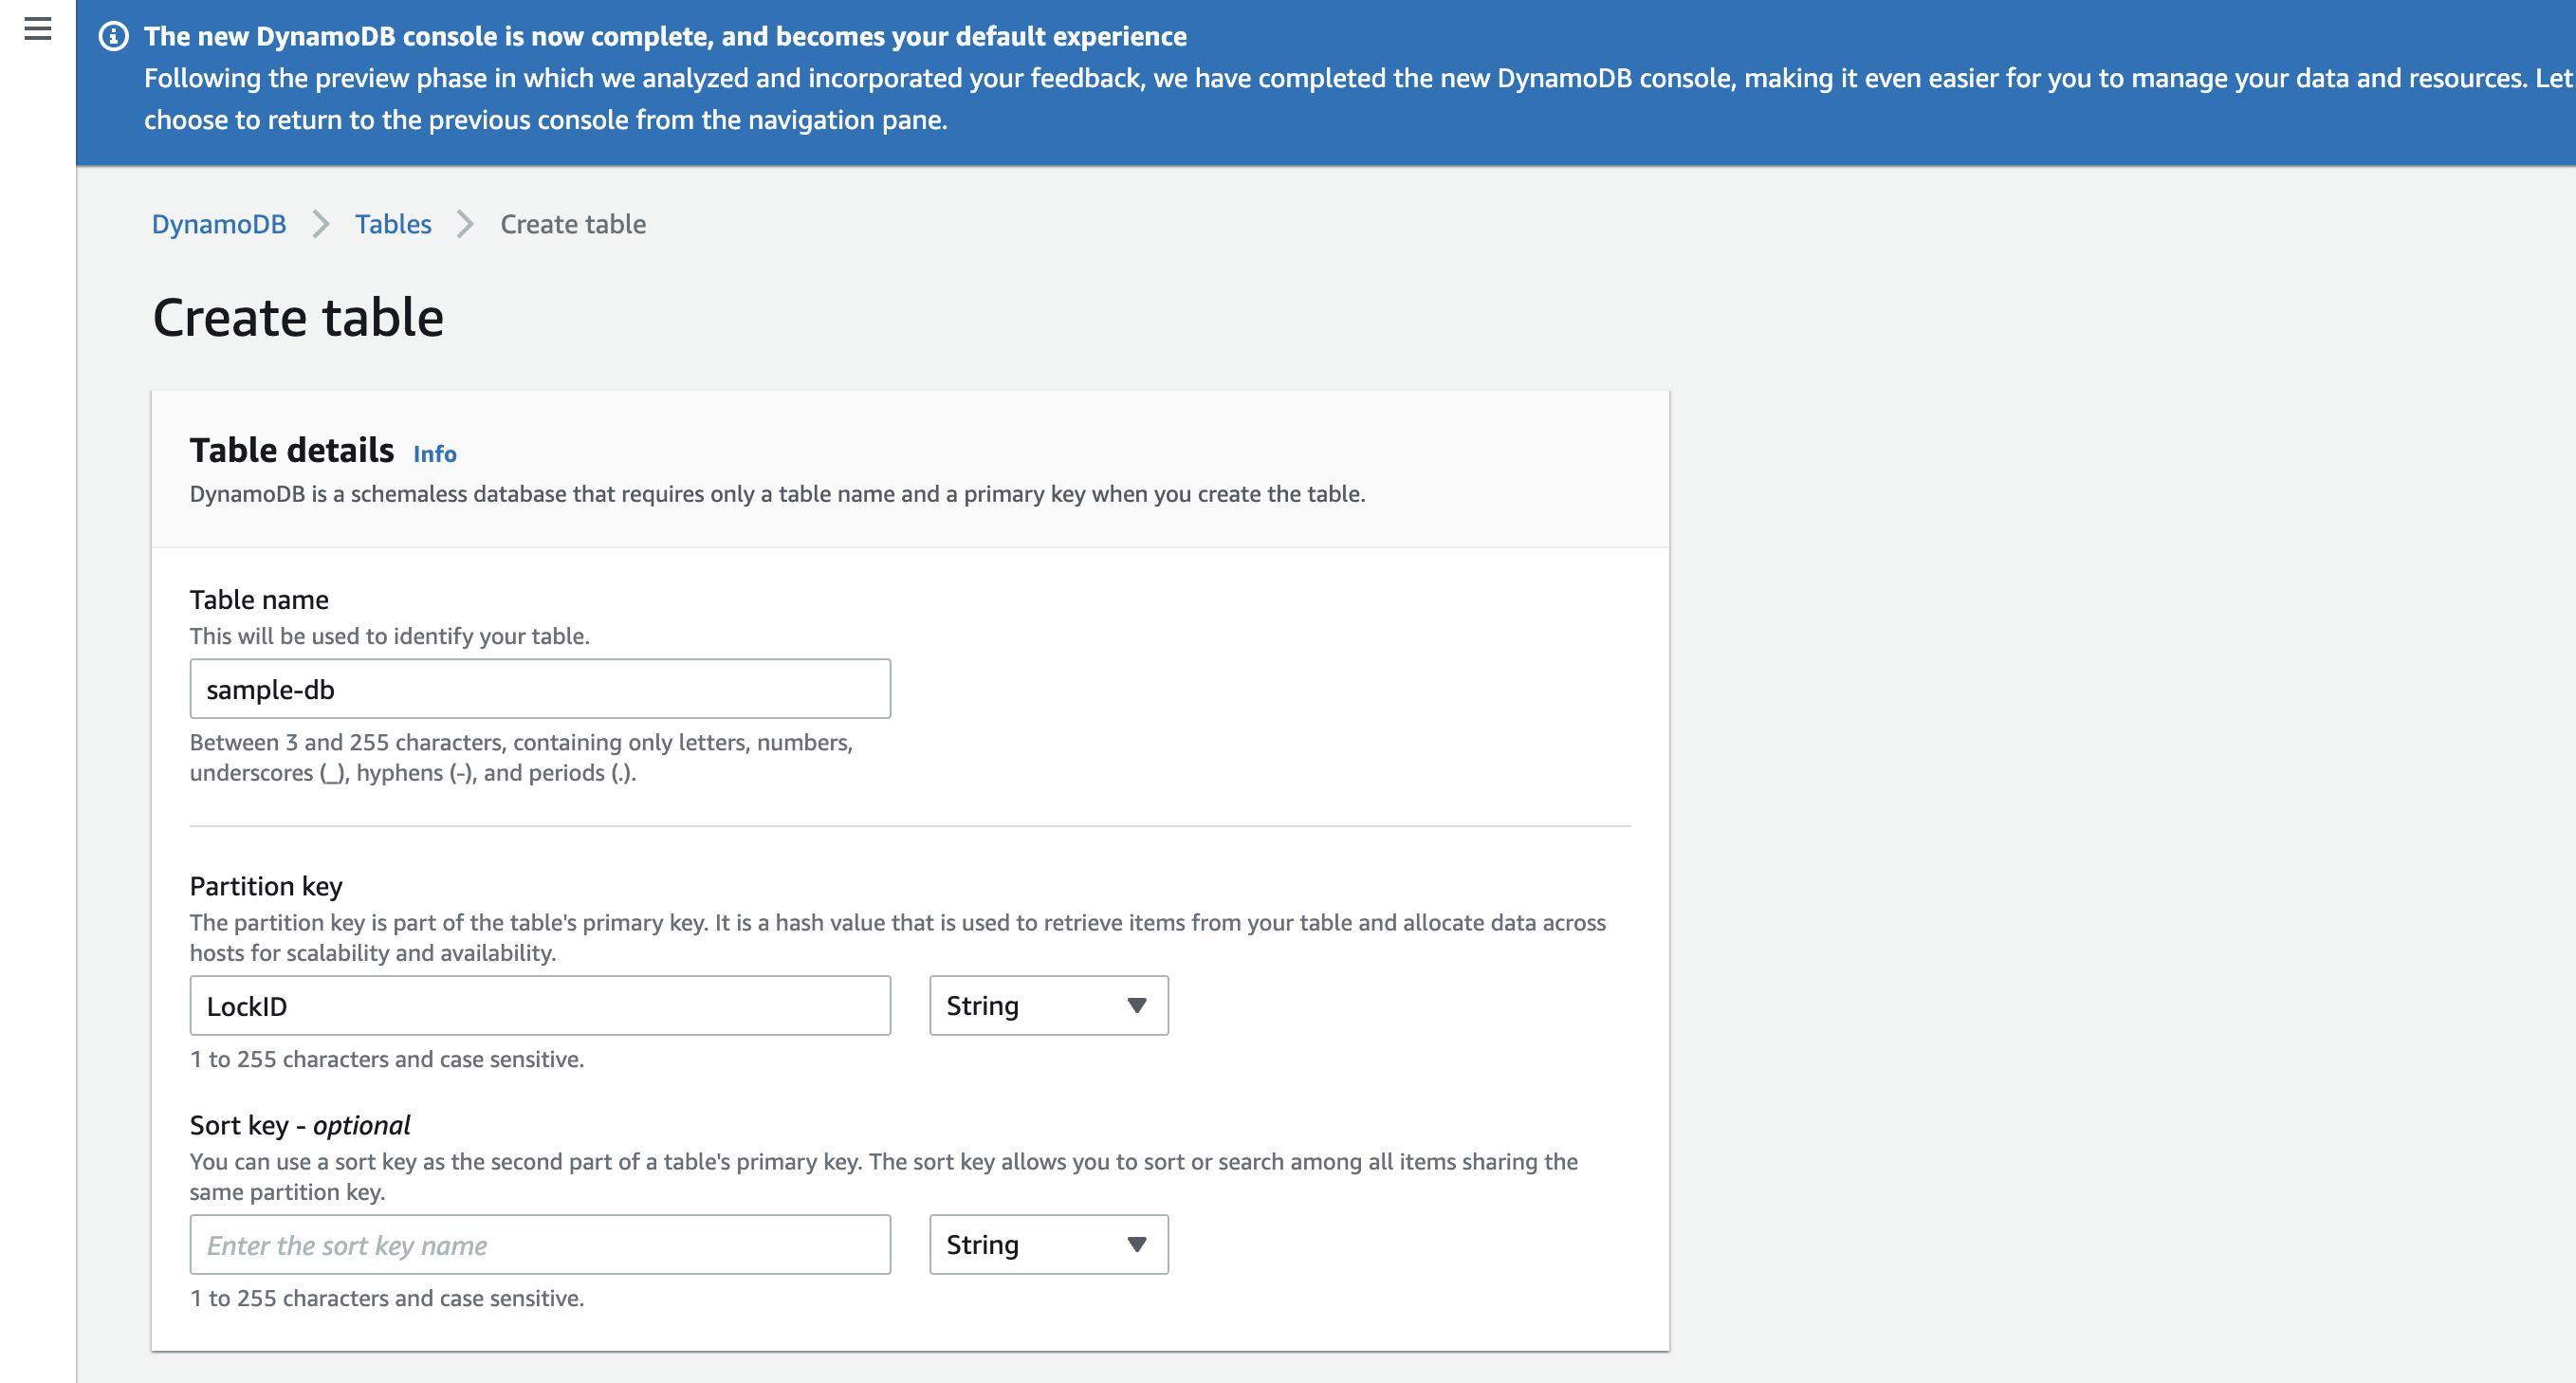 The new DynamoDB console is now complete, and becomes your default experience
Following the preview phase in which we analyzed and incorporated your feedback, we have completed the new DynamoDB console, making it even easier for you to manage your data and resources. Let
choose to return to the previous console from the navigation pane.
DynamoDB > Tables > Create table
Create table
Table details Info
DynamoDB is a schemaless database that requires only a table name and a primary key when you create the table.
Table name
This will be used to identify your table.
sample-db
Between 3 and 255 characters, containing only letters, numbers,
underscores (_), hyphens (-), and periods (.).
Partition key
The partition key is part of the table's primary key. It is a hash value that is used to retrieve items from your table and allocate data across
hosts for scalability and availability.
LockID String
1 to 255 characters and case sensitive.
Sort key - optional
You can use a sort key as the second part of a table's primary key. The sort key allows you to sort or search among all items sharing the
same partition key.
Enter the sort key name String
1 to 255 characters and case sensitive.